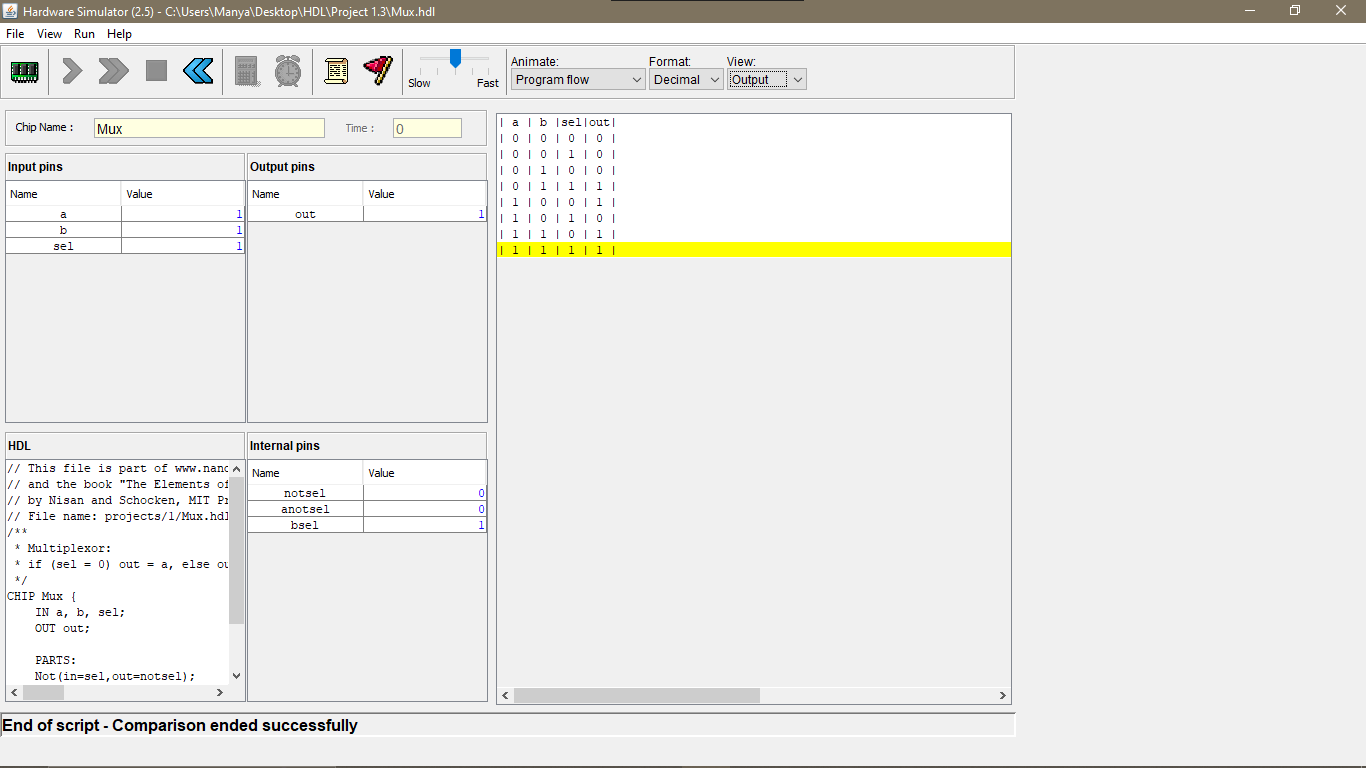 Hardware Simulator (2.5) - C:\Users\Manya\Desktop\HDL\Project 1.3\Mux.hdl
File View Run Help
Slow Fast
Animate: Format: View:
Program flow Decimal Output
Chip Name : Mux Time : 0
Input pins
Name Value
a 1
b 1
sel 1
Output pins
Name Value
out 1
HDL
// This file is part of www.nand
// and the book "The Elements of
// by Nisan and Schocken, MIT Pr
// File name: projects/1/Mux.hdl
/**
* Multiplexor:
* if (sel = 0) out = a, else ou
*/
CHIP Mux {
IN a, b, sel;
OUT out;
PARTS:
Not(in=sel,out=notsel);
Internal pins
Name Value
notsel 0
anotsel 0
bsel 1
| a | b |sel|out|
| 0 | 0 | 0 | 0 |
| 0 | 0 | 1 | 0 |
| 0 | 1 | 0 | 0 |
| 0 | 1 | 1 | 1 |
| 1 | 0 | 0 | 1 |
| 1 | 0 | 1 | 0 |
| 1 | 1 | 0 | 1 |
| 1 | 1 | 1 | 1 |
End of script - Comparison ended successfully